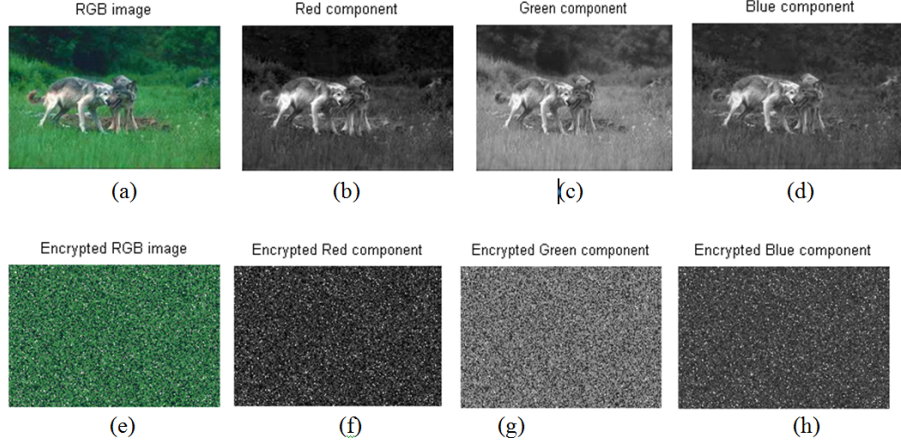 RGB image Red component Green component Blue component
(a) (b) (c) (d)
Encrypted RGB image Encrypted Red component Encrypted Green component Encrypted Blue component
(e) (f) (g) (h)